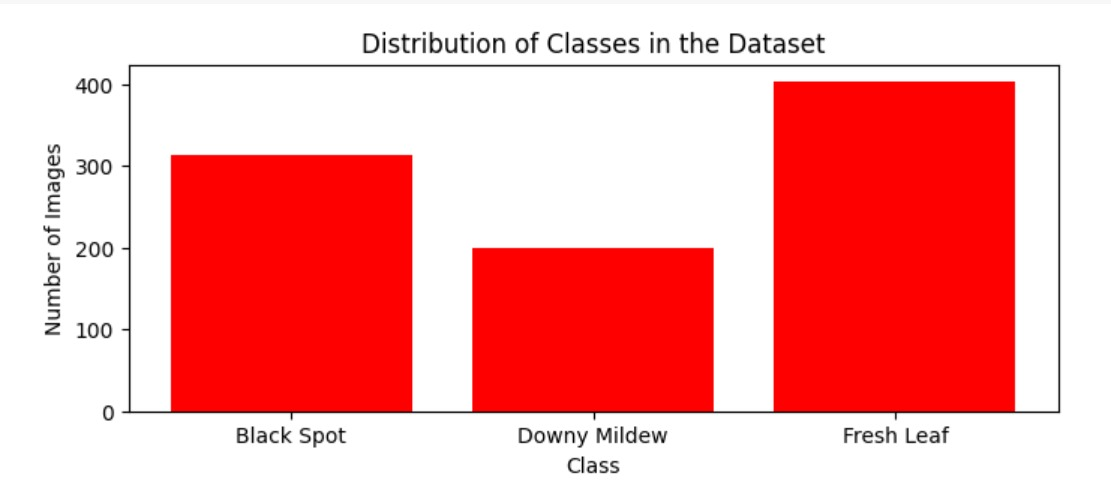 Distribution of Classes in the Dataset
Number of Images
400
300
200
100
0
Black Spot Downy Mildew Fresh Leaf
Class